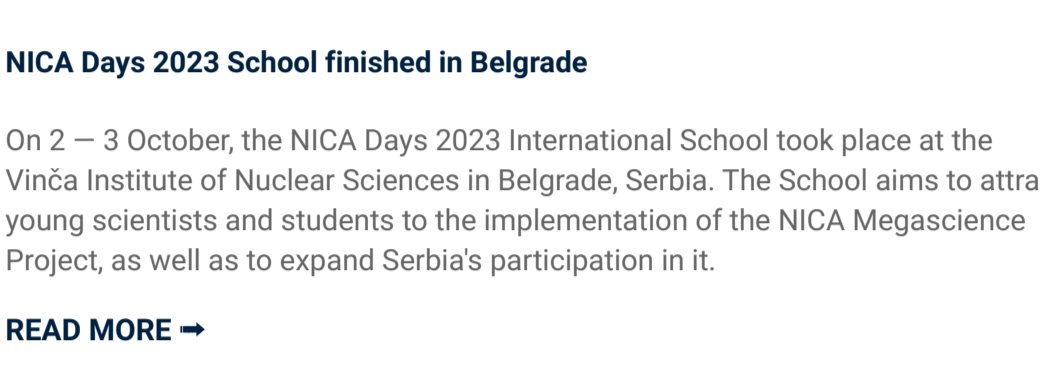 NICA Days 2023 School finished in Belgrade
On 2 — 3 October, the NICA Days 2023 International School took place at the
Vinča Institute of Nuclear Sciences in Belgrade, Serbia. The School aims to attra
young scientists and students to the implementation of the NICA Megascience
Project, as well as to expand Serbia's participation in it.
READ MORE ➡